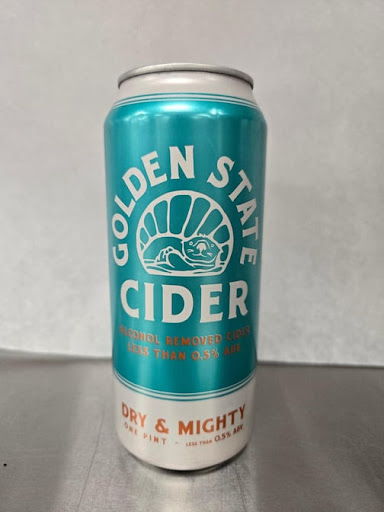 GOLDEN STATE
CIDER
ALCOHOL REMOVED CIDER
LESS THAN 0.5% ABV
DRY & MIGHTY
ONE PINT - LESS THAN 0.5% ABV